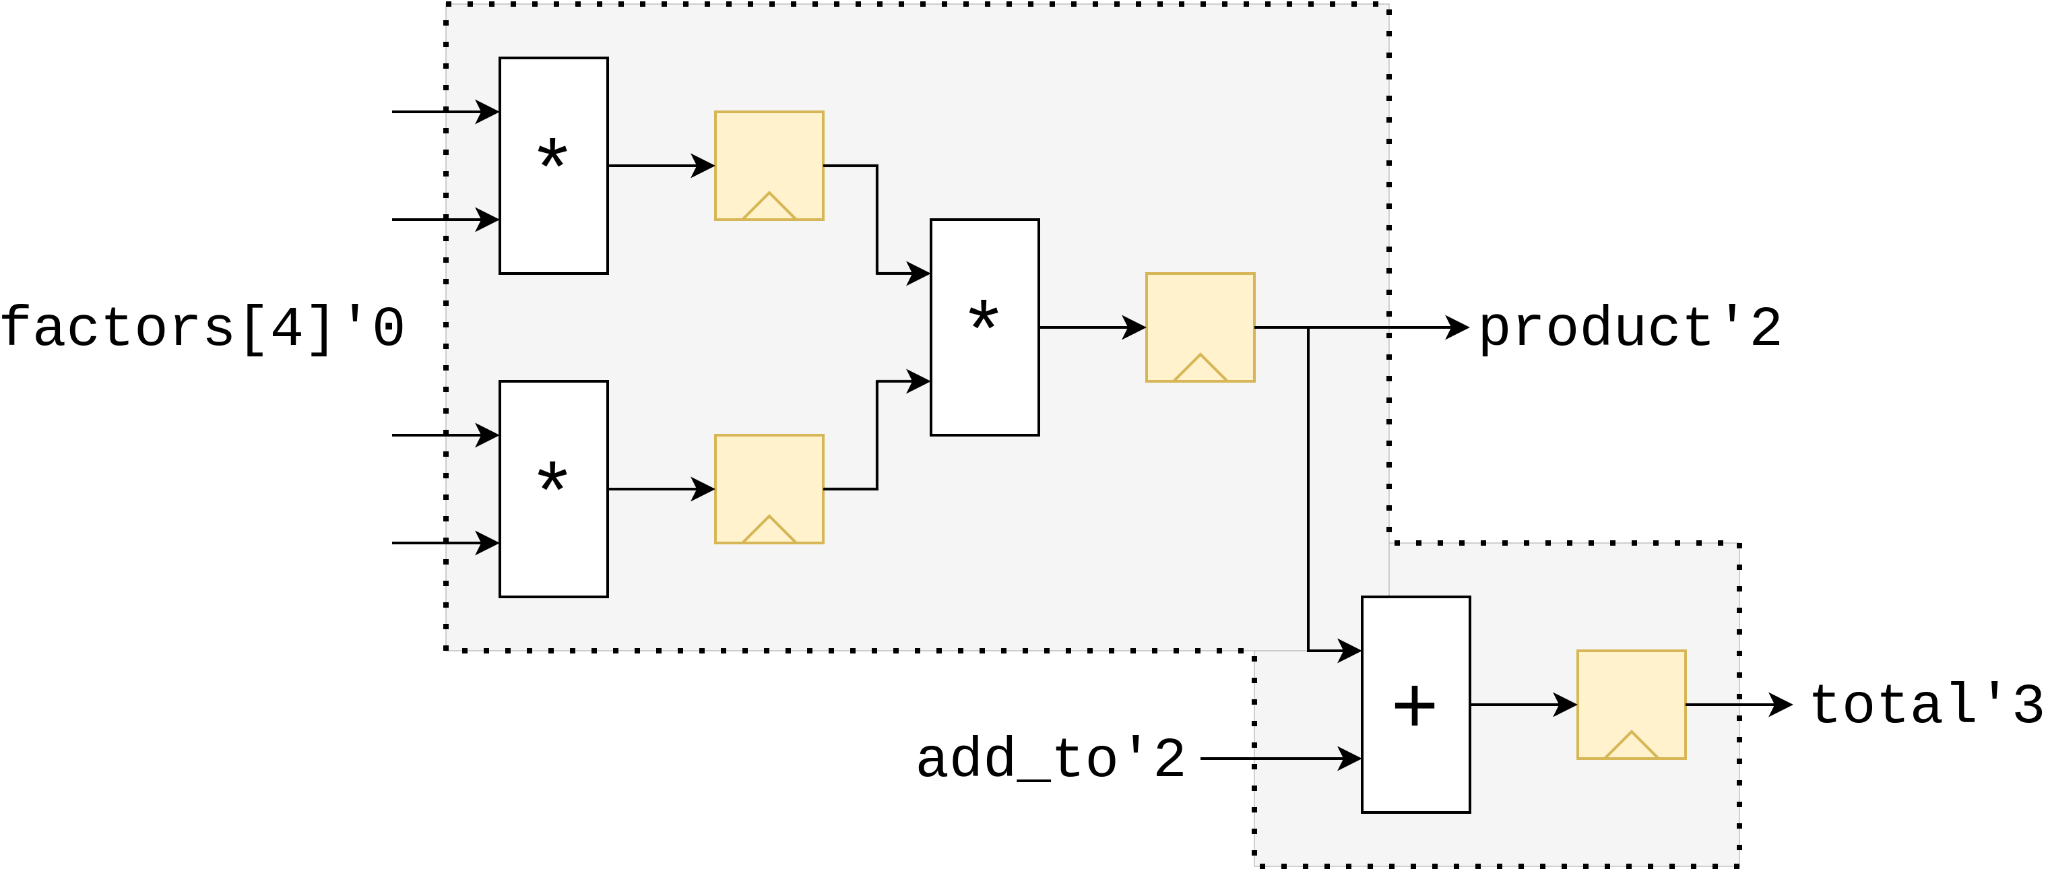 *
*
factors[4]'0
*
product'2
+
total'3
add_to'2